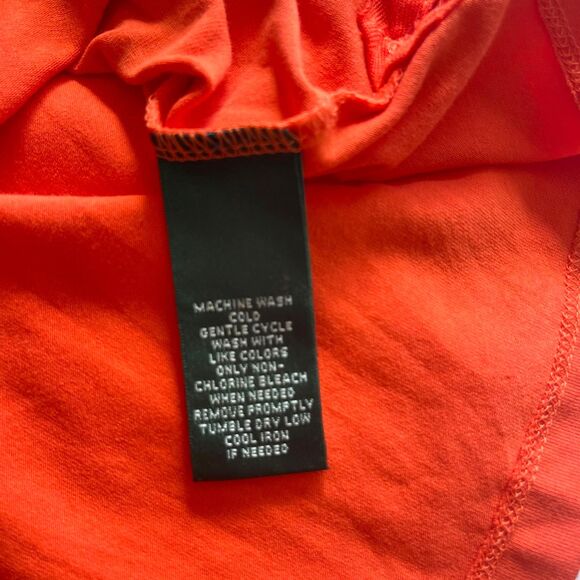 MACHINE WASH
COLD
GENTLE CYCLE
WASH WITH
LIKE COLORS
ONLY NON-
CHLORINE BLEACH
WHEN NEEDED
REMOVE PROMPTLY
TUMBLE DRY LOW
COOL IRON
IF NEEDED